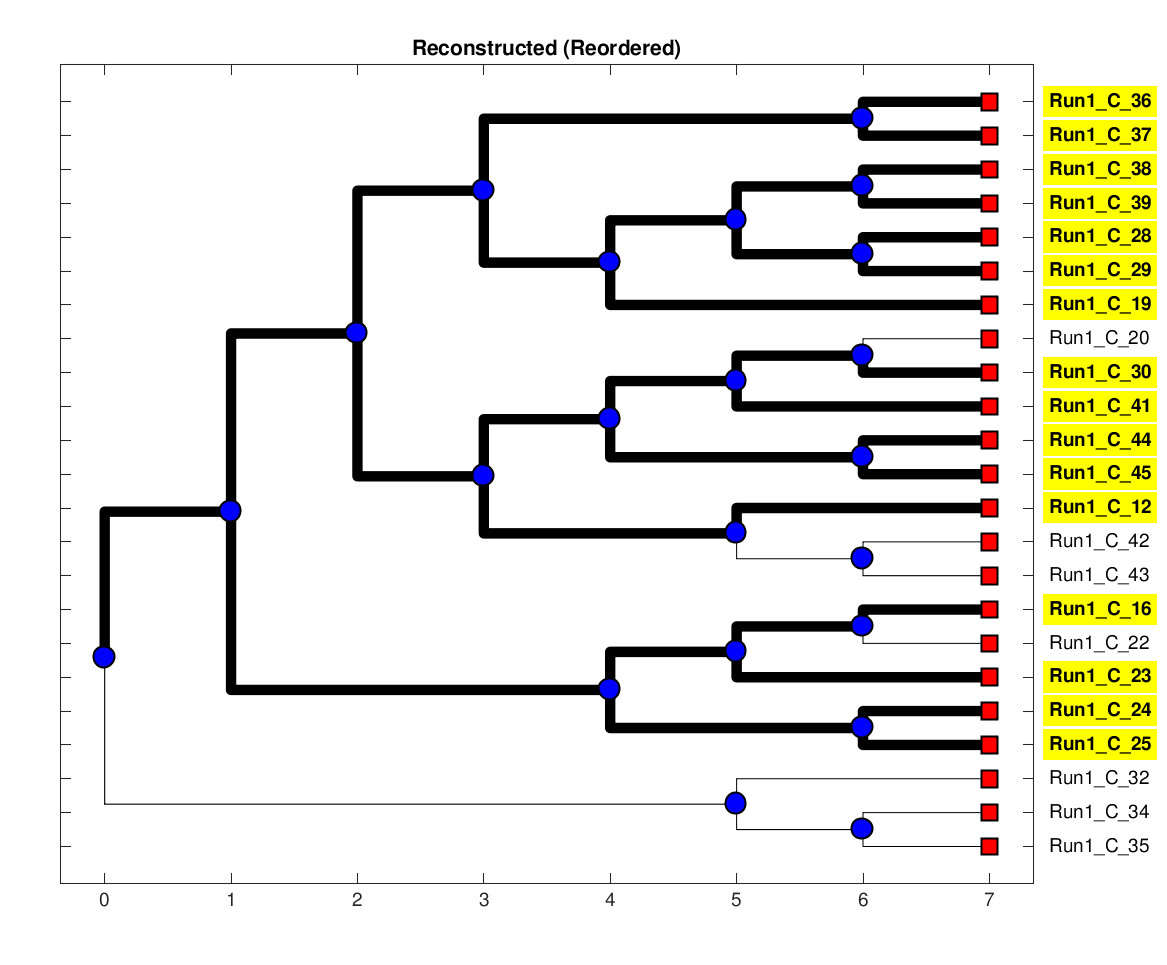 Reconstructed (Reordered)
Run1_C_36
Run1_C_37
Run1_C_38
Run1_C_39
Run1_C_28
Run1_C_29
Run1_C_19
Run1_C_20
Run1_C_30
Run1_C_41
Run1_C_44
Run1_C_45
Run1_C_12
Run1_C_42
Run1_C_43
Run1_C_16
Run1_C_22
Run1_C_23
Run1_C_24
Run1_C_25
Run1_C_32
Run1_C_34
Run1_C_35
0 1 2 3 4 5 6 7